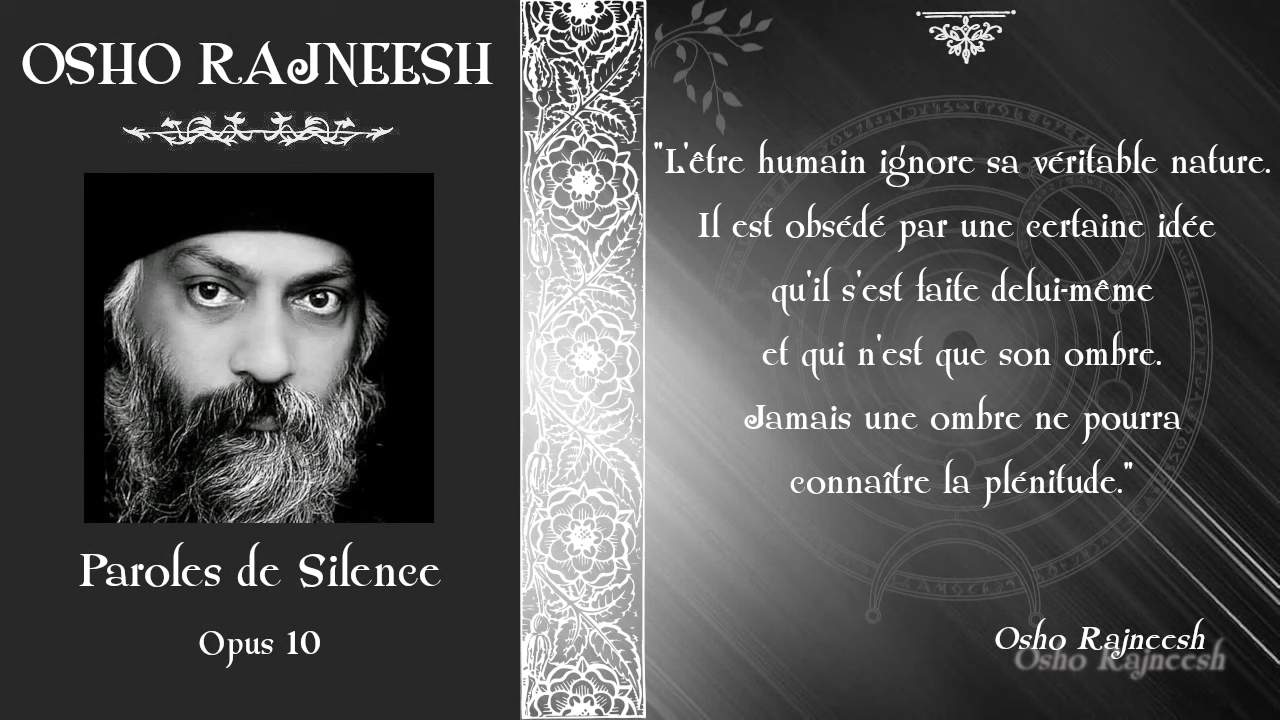 OSHO RAJNEESH
Paroles de Silence
Opus 10
"L'être humain ignore sa véritable nature.
Il est obsédé par une certaine idée
qu'il s'est faite delui-même
et qui n'est que son ombre.
Jamais une ombre ne pourra
connaître la plénitude."
Osho Rajneesh